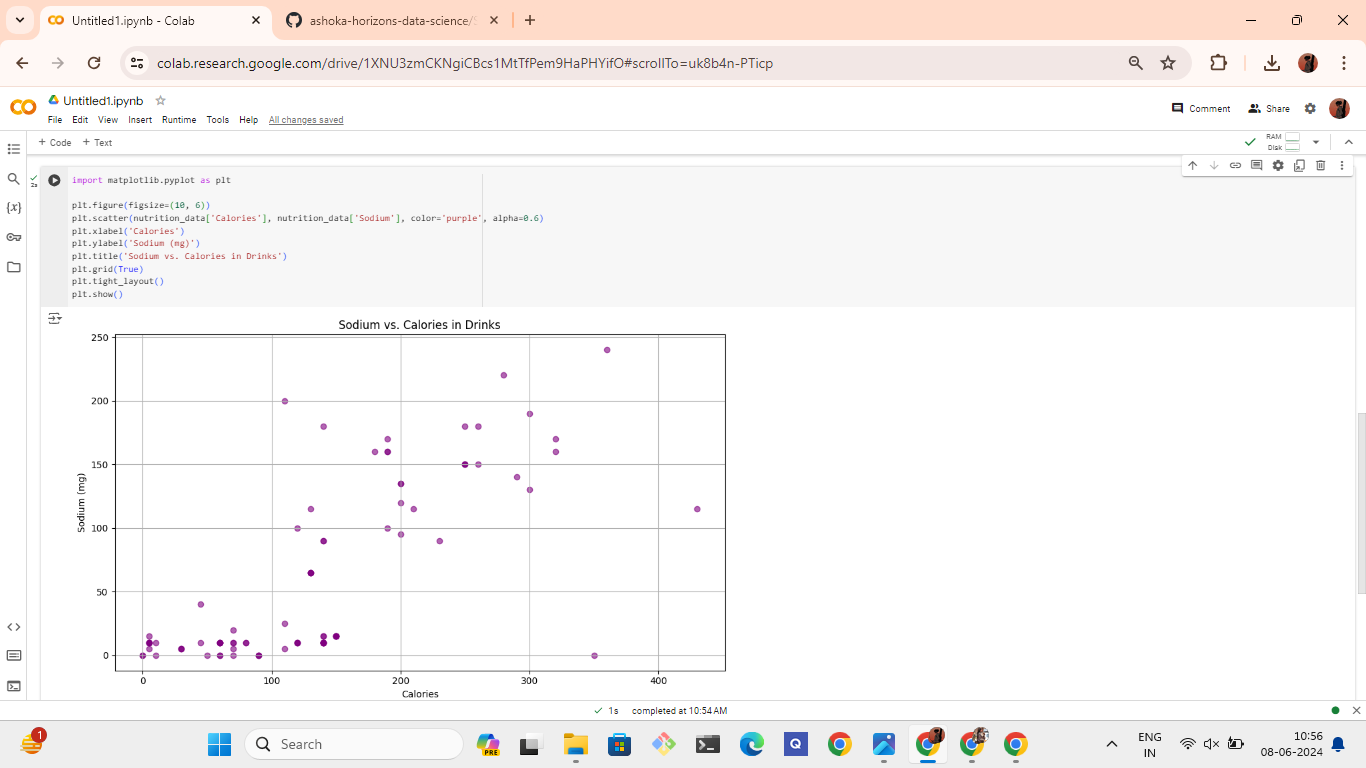 Untitled1.ipynb - Colab
ashoka-horizons-data-science/S
colab.research.google.com/drive/1XNU3zmCKNgiCBcs1MtTfPem9HaPHYifO#scrollTo=uk8b4n-PTicp
Untitled1.ipynb
File Edit View Insert Runtime Tools Help All changes saved
Comment Share
+ Code + Text
RAM
Disk
2s
import matplotlib.pyplot as plt
plt.figure(figsize=(10, 6))
plt.scatter(nutrition_data['Calories'], nutrition_data['Sodium'], color='purple', alpha=0.6)
plt.xlabel('Calories')
plt.ylabel('Sodium (mg)')
plt.title('Sodium vs. Calories in Drinks')
plt.grid(True)
plt.tight_layout()
plt.show()
Sodium vs. Calories in Drinks
250
200
150
100
50
0
Sodium (mg)
0 100 200 300 400
Calories
1s completed at 10:54 AM
1
Search
PRE
Q
ENG
IN
10:56
08-06-2024